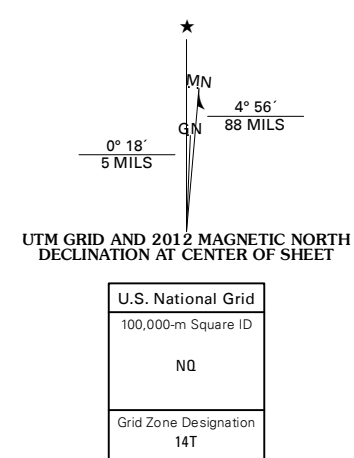 ★
MN
GN
4° 56´
88 MILS
0° 18´
5 MILS
UTM GRID AND 2012 MAGNETIC NORTH
DECLINATION AT CENTER OF SHEET
U.S. National Grid
100,000-m Square ID
NQ
Grid Zone Designation
14T